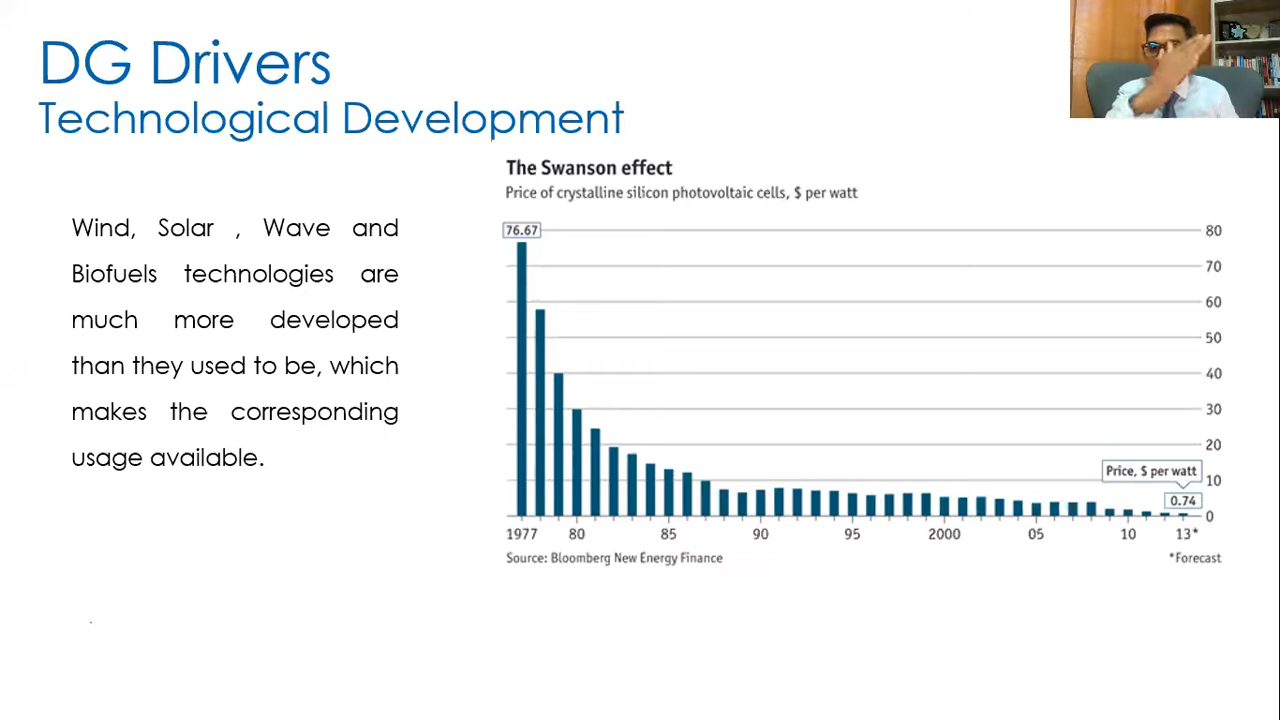 DG Drivers
Technological Development
Wind, Solar , Wave and
Biofuels technologies are
much more developed
than they used to be, which
makes the corresponding
usage available.
The Swanson effect
Price of crystalline silicon photovoltaic cells, $ per watt
76.67
80
70
60
50
40
30
20
10
0
Price, $ per watt
0.74
1977 80 85 90 95 2000 05 10 13*
Source: Bloomberg New Energy Finance
*Forecast